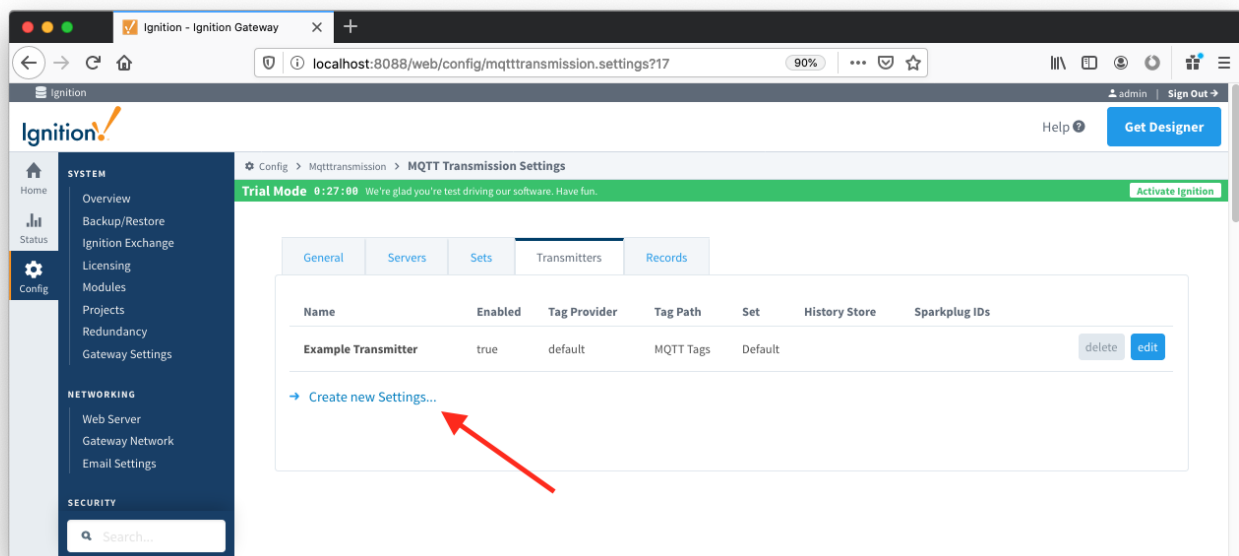 Ignition - Ignition Gateway
localhost:8088/web/config/mqtttransmission.settings?17
90%
Ignition
admin | Sign Out
Ignition!
Help
Get Designer
Home
Status
Config
SYSTEM
Overview
Backup/Restore
Ignition Exchange
Licensing
Modules
Projects
Redundancy
Gateway Settings
NETWORKING
Web Server
Gateway Network
Email Settings
SECURITY
Search...
Config > Mqtttransmission > MQTT Transmission Settings
Trial Mode 0:27:00 We're glad you're test driving our software. Have fun.
Activate Ignition
General Servers Sets Transmitters Records
Name Enabled Tag Provider Tag Path Set History Store Sparkplug IDs
Example Transmitter true default MQTT Tags Default delete edit
→ Create new Settings...